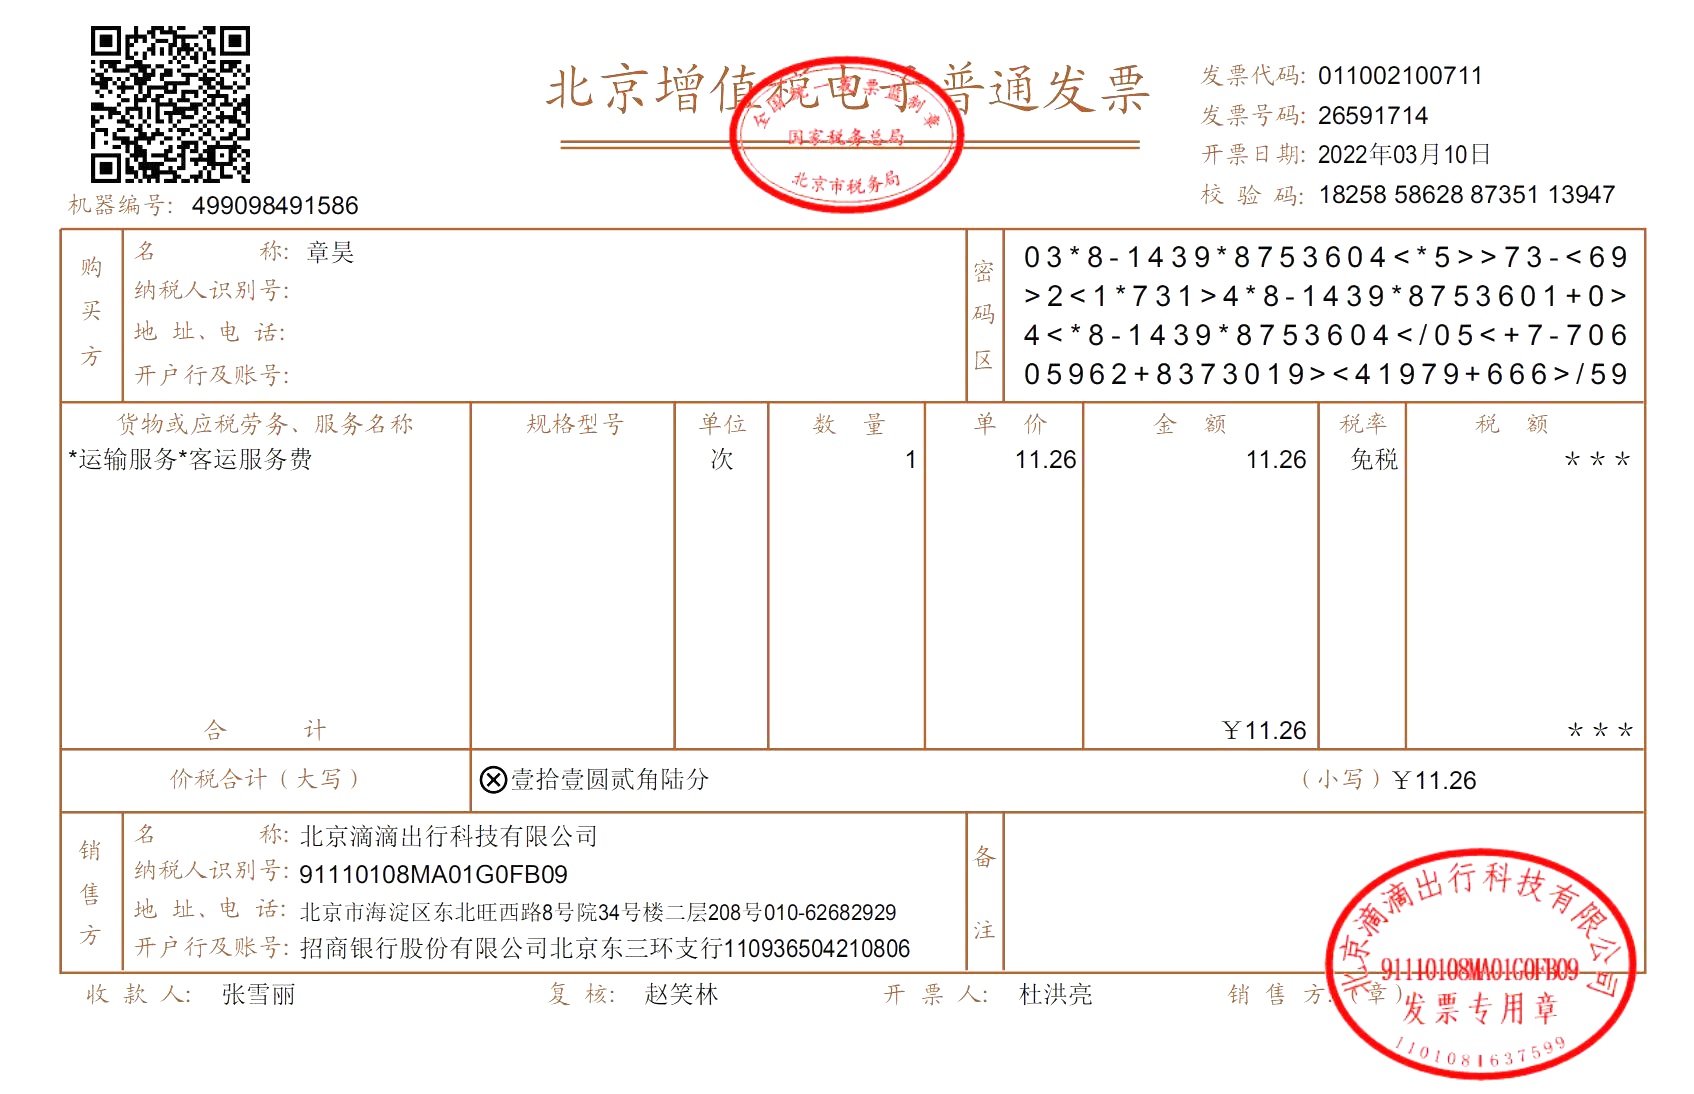 北京增值税电子普通发票
全国统一发票监制章
国家税务总局
北京市税务局
发票代码: 011002100711
发票号码: 26591714
开票日期: 2022年03月10日
校 验 码: 18258 58628 87351 13947
机器编号: 499098491586
购买方
名 称: 章昊
纳税人识别号:
地 址、电 话:
开户行及账号:
密码区
03*8-1439*8753604<*5>>73-<69
>2<1*731>4*8-1439*8753601+0>
4<*8-1439*8753604</05<+7-706
05962+8373019><41979+666>/59
货物或应税劳务、服务名称 规格型号 单位 数 量 单 价 金 额 税率 税 额
*运输服务*客运服务费 次 1 11.26 11.26 免税 ***
合 计 ￥11.26 ***
价税合计（大写） ⊗壹拾壹圆贰角陆分 （小写）￥11.26
销售方
名 称: 北京滴滴出行科技有限公司
纳税人识别号: 91110108MA01G0FB09
地 址、电 话: 北京市海淀区东北旺西路8号院34号楼二层208号010-62682929
开户行及账号: 招商银行股份有限公司北京东三环支行110936504210806
备注
收 款 人: 张雪丽 复 核: 赵笑林 开 票 人: 杜洪亮 销 售 方:（章）
北京滴滴出行科技有限公司
91110108MA01G0FB09
发票专用章
1101081637599